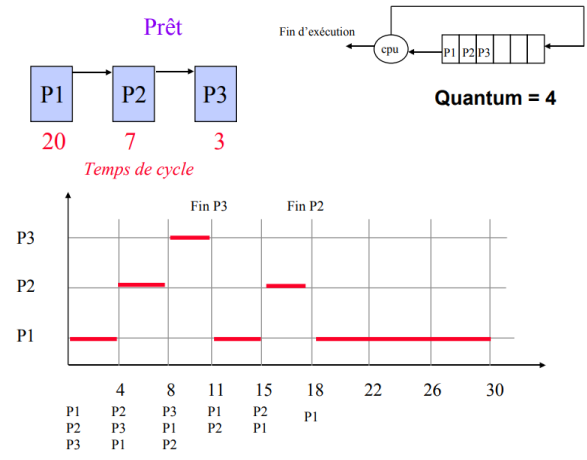 Prêt
Fin d'exécution
cpu
P1 P2 P3
P1 P2 P3
Quantum = 4
20 7 3
Temps de cycle
Fin P3 Fin P2
P3
P2
P1
4 8 11 15 18 22 26 30
P1 P2 P3 P1 P2 P1
P2 P3 P1 P2 P1
P3 P1 P2